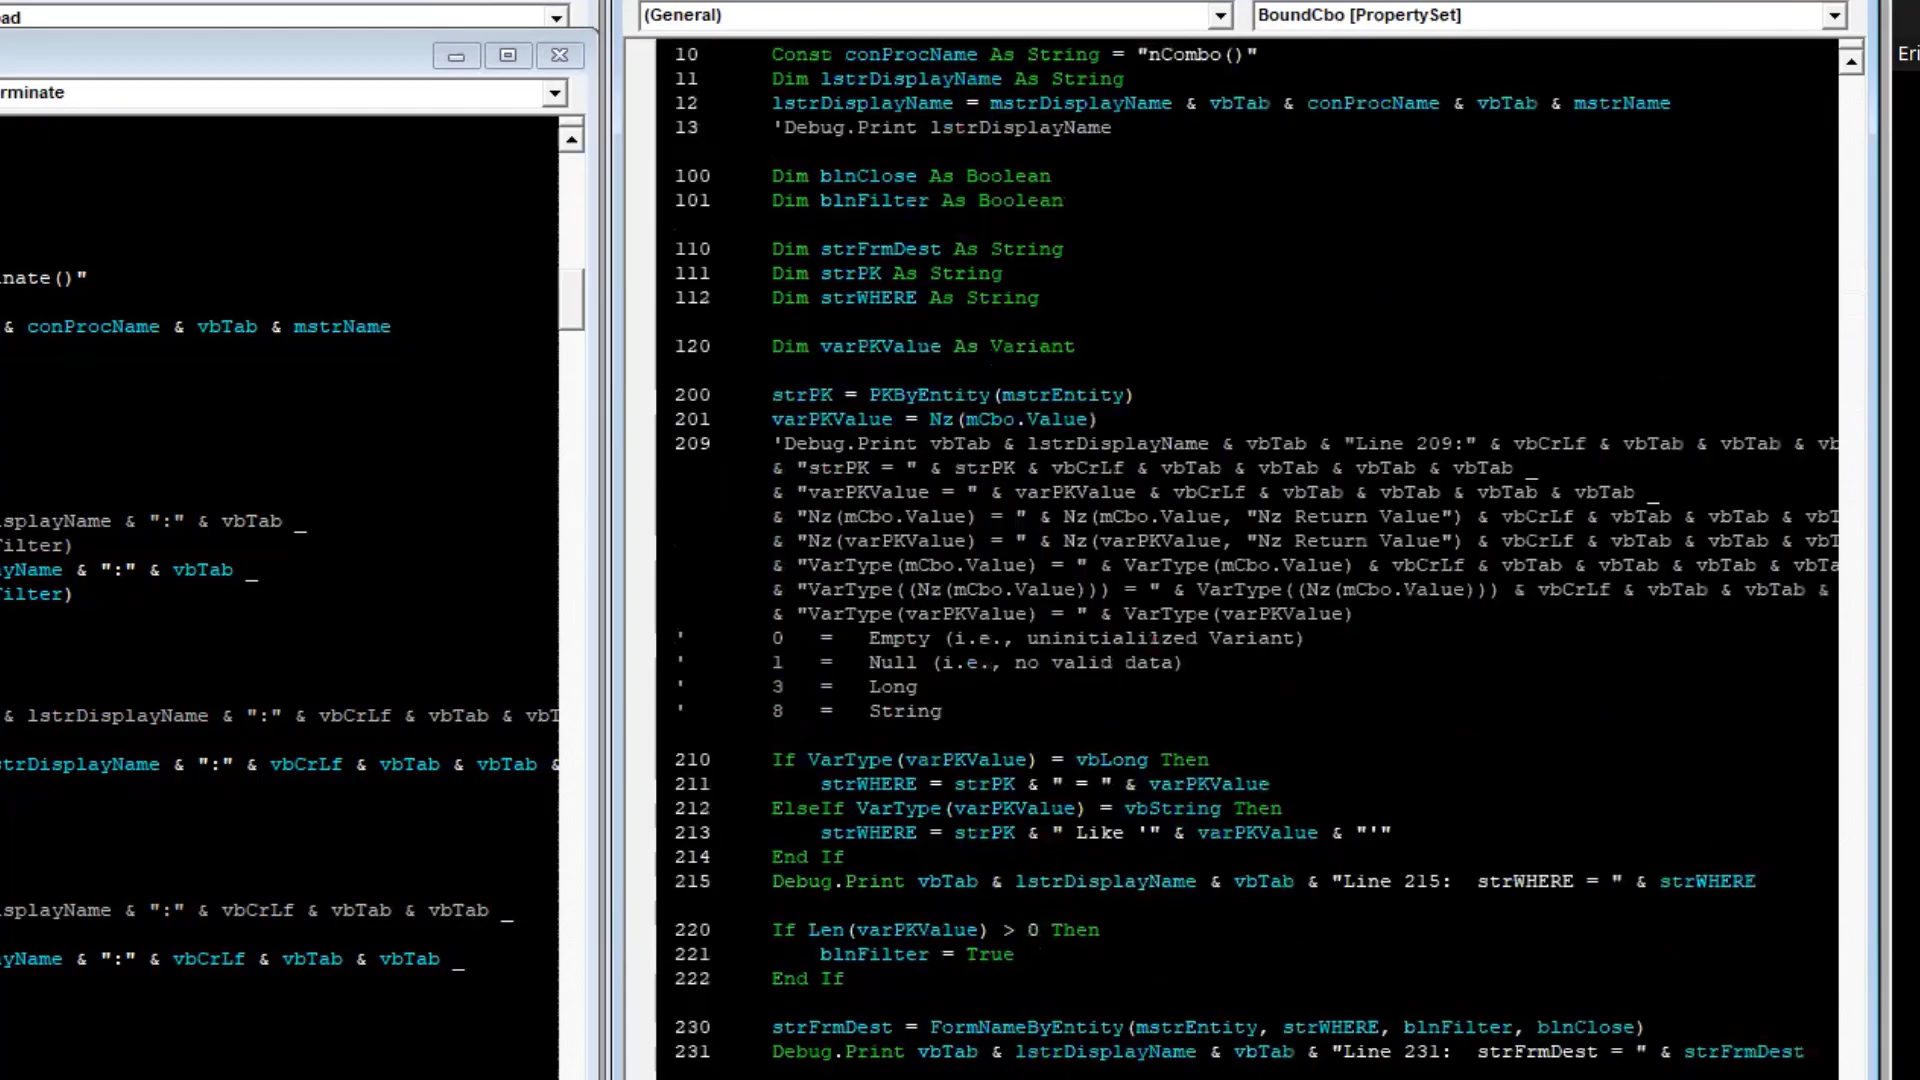 ad
rminate
nate()"
& conProcName & vbTab & mstrName
splayName & ":" & vbTab _
Filter)
yName & ":" & vbTab _
Filter)
& lstrDisplayName & ":" & vbCrLf & vbTab & vbT
strDisplayName & ":" & vbCrLf & vbTab & vbTab &
splayName & ":" & vbCrLf & vbTab & vbTab _
yName & ":" & vbCrLf & vbTab & vbTab _
(General)
BoundCbo [PropertySet]
10 Const conProcName As String = "nCombo()"
11 Dim lstrDisplayName As String
12 lstrDisplayName = mstrDisplayName & vbTab & conProcName & vbTab & mstrName
13 'Debug.Print lstrDisplayName
100 Dim blnClose As Boolean
101 Dim blnFilter As Boolean
110 Dim strFrmDest As String
111 Dim strPK As String
112 Dim strWHERE As String
120 Dim varPKValue As Variant
200 strPK = PKByEntity(mstrEntity)
201 varPKValue = Nz(mCbo.Value)
209 'Debug.Print vbTab & lstrDisplayName & vbTab & "Line 209:" & vbCrLf & vbTab & vbTab & vb
& "strPK = " & strPK & vbCrLf & vbTab & vbTab & vbTab & vbTab _
& "varPKValue = " & varPKValue & vbCrLf & vbTab & vbTab & vbTab & vbTab _
& "Nz(mCbo.Value) = " & Nz(mCbo.Value, "Nz Return Value") & vbCrLf & vbTab & vbTab & vbT
& "Nz(varPKValue) = " & Nz(varPKValue, "Nz Return Value") & vbCrLf & vbTab & vbTab & vbT
& "VarType(mCbo.Value) = " & VarType(mCbo.Value) & vbCrLf & vbTab & vbTab & vbTab & vbTa
& "VarType((Nz(mCbo.Value))) = " & VarType((Nz(mCbo.Value))) & vbCrLf & vbTab & vbTab &
& "VarType(varPKValue) = " & VarType(varPKValue)
' 0 = Empty (i.e., uninitialiized Variant)
' 1 = Null (i.e., no valid data)
' 3 = Long
' 8 = String
210 If VarType(varPKValue) = vbLong Then
211 strWHERE = strPK & " = " & varPKValue
212 ElseIf VarType(varPKValue) = vbString Then
213 strWHERE = strPK & " Like '" & varPKValue & "'"
214 End If
215 Debug.Print vbTab & lstrDisplayName & vbTab & "Line 215:  strWHERE = " & strWHERE
220 If Len(varPKValue) > 0 Then
221 blnFilter = True
222 End If
230 strFrmDest = FormNameByEntity(mstrEntity, strWHERE, blnFilter, blnClose)
231 Debug.Print vbTab & lstrDisplayName & vbTab & "Line 231:  strFrmDest = " & strFrmDest
Eri